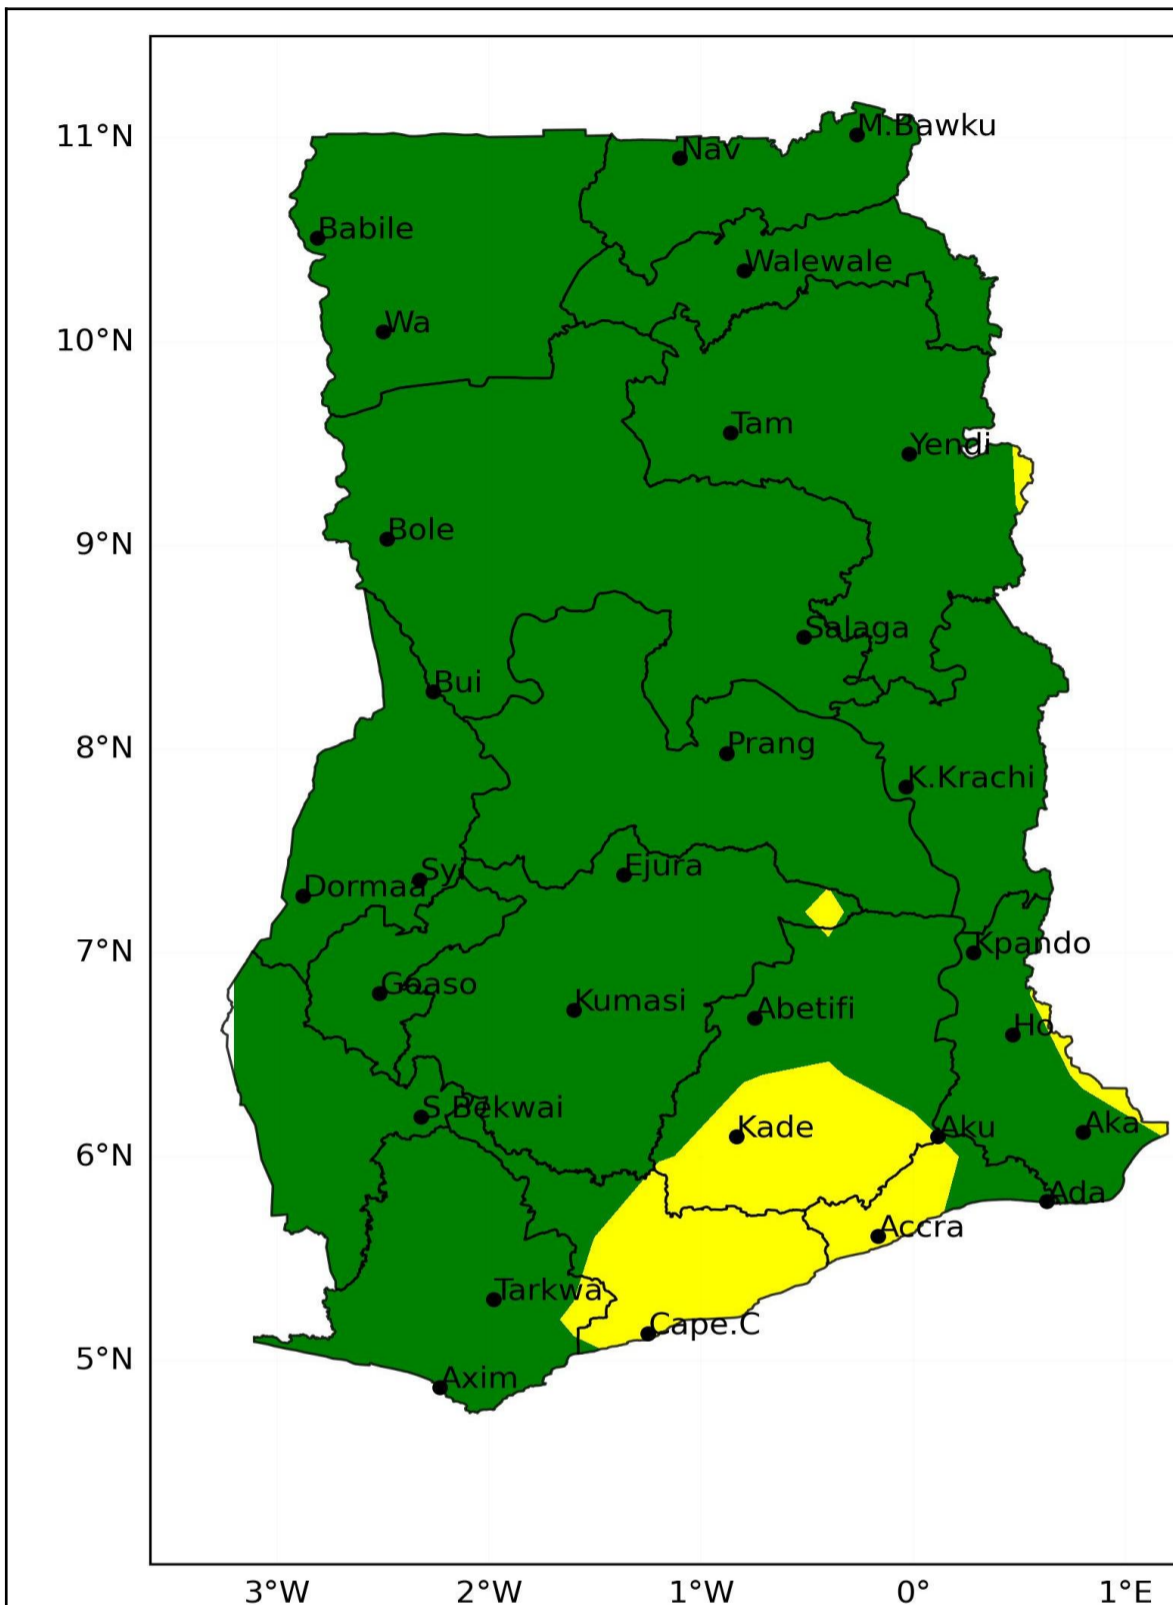 11°N
M.Bawku
Nav
Babile
Walewale
Wa
10°N
Tam
Yendi
Bole
9°N
Salaga
Bui
Prang
8°N
K.Krachi
Ejura
Syi
Dormaa
Kpando
7°N
Goaso
Kumasi
Abetifi
Ho
S.Bekwai
Kade
Aku
Aka
6°N
Ada
Accra
Tarkwa
Cape.C
5°N
Axim
3°W 2°W 1°W 0° 1°E